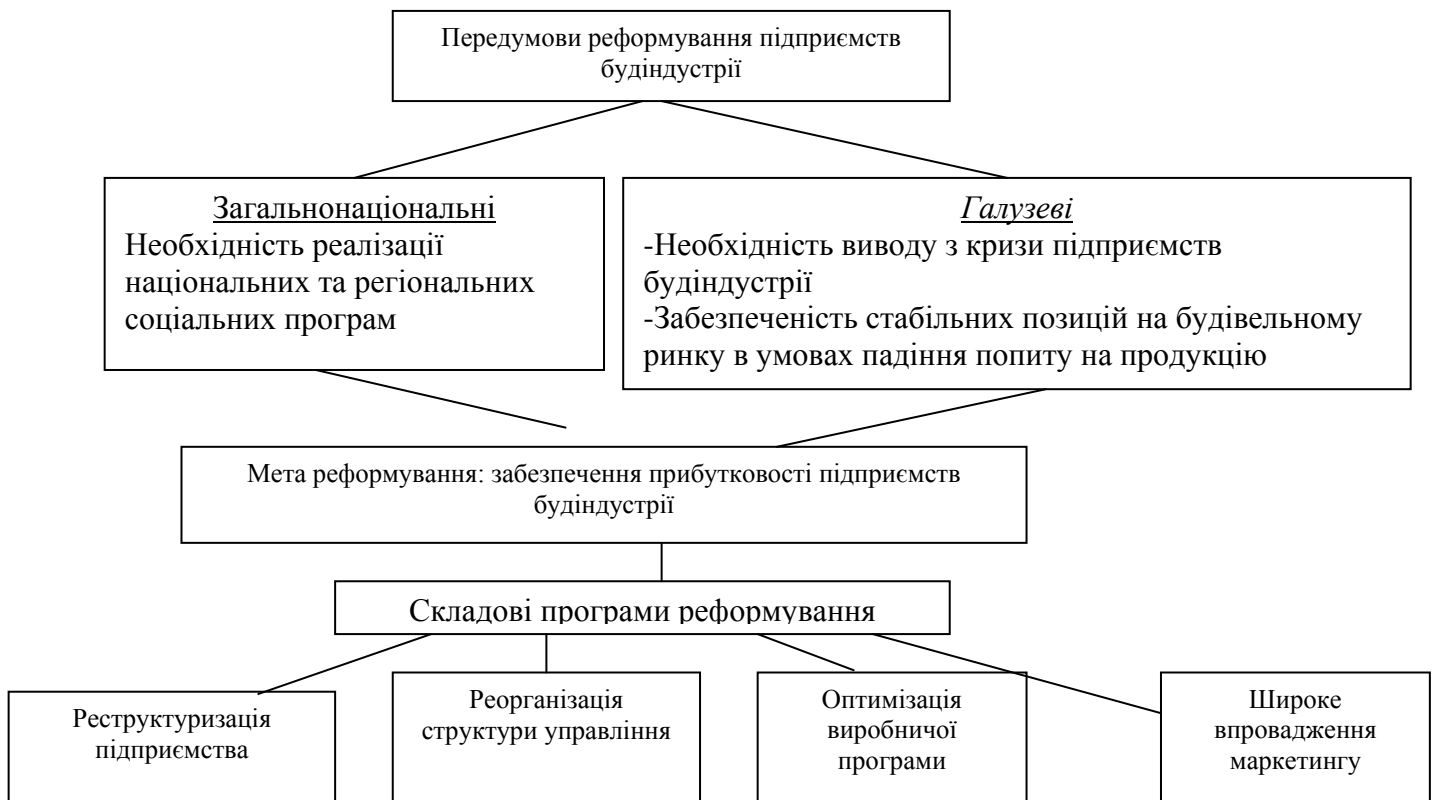 Передумови реформування підприємств
будіндустрії
Загальнонаціональні
Необхідність реалізації
національних та регіональних
соціальних програм
Галузеві
-Необхідність виводу з кризи підприємств
будіндустрії
-Забезпеченість стабільних позицій на будівельному
ринку в умовах падіння попиту на продукцію
Мета реформування: забезпечення прибутковості підприємств
будіндустрії
Складові програми реформування
Реструктуризація
підприємства
Реорганізація
структури управління
Оптимізація
виробничої
програми
Широке
впровадження
маркетингу